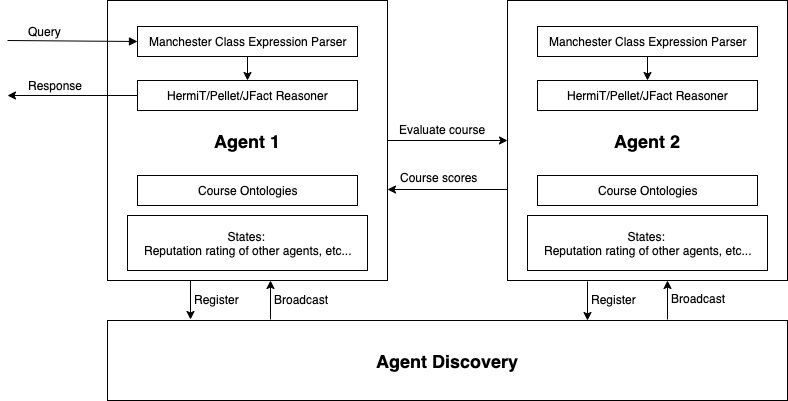 Query
Manchester Class Expression Parser
Response
HermiT/Pellet/JFact Reasoner
Agent 1
Course Ontologies
States:
Reputation rating of other agents, etc...
Evaluate course
Course scores
Manchester Class Expression Parser
HermiT/Pellet/JFact Reasoner
Agent 2
Course Ontologies
States:
Reputation rating of other agents, etc...
Register
Broadcast
Register
Broadcast
Agent Discovery